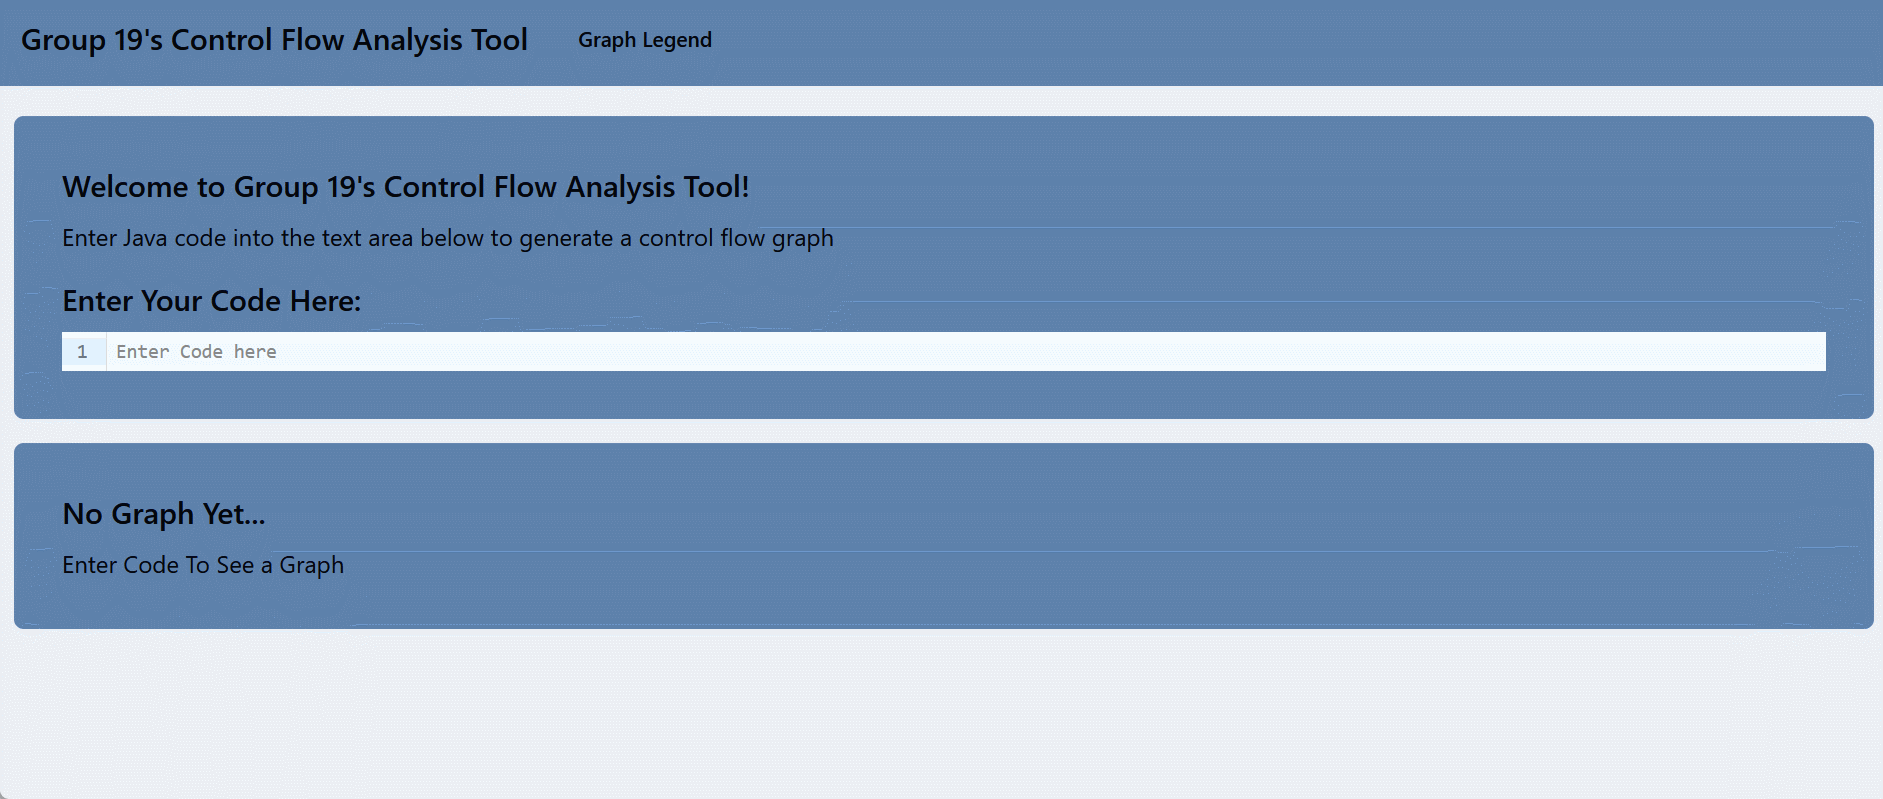 Group 19's Control Flow Analysis Tool
Graph Legend
Welcome to Group 19's Control Flow Analysis Tool!
Enter Java code into the text area below to generate a control flow graph
Enter Your Code Here:
1 Enter Code here
No Graph Yet...
Enter Code To See a Graph